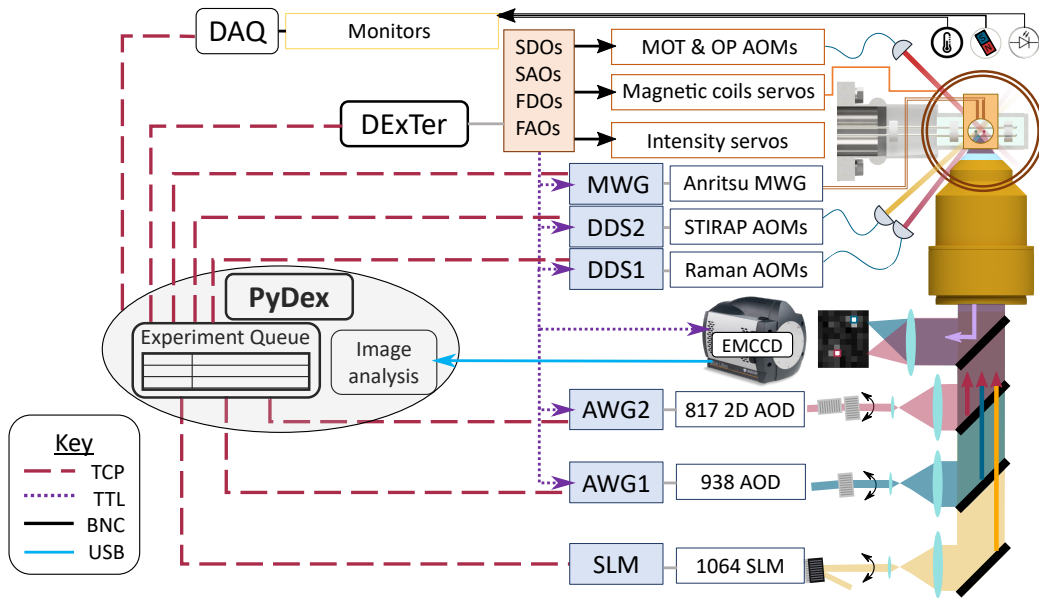 DAQ
Monitors
SDOs
SAOs
FDOs
FAOs
MOT & OP AOMs
Magnetic coils servos
Intensity servos
DExTer
MWG
Anritsu MWG
DDS2
STIRAP AOMs
DDS1
Raman AOMs
PyDex
Experiment Queue
Image
analysis
EMCCD
AWG2
817 2D AOD
AWG1
938 AOD
SLM
1064 SLM
Key
TCP
TTL
BNC
USB